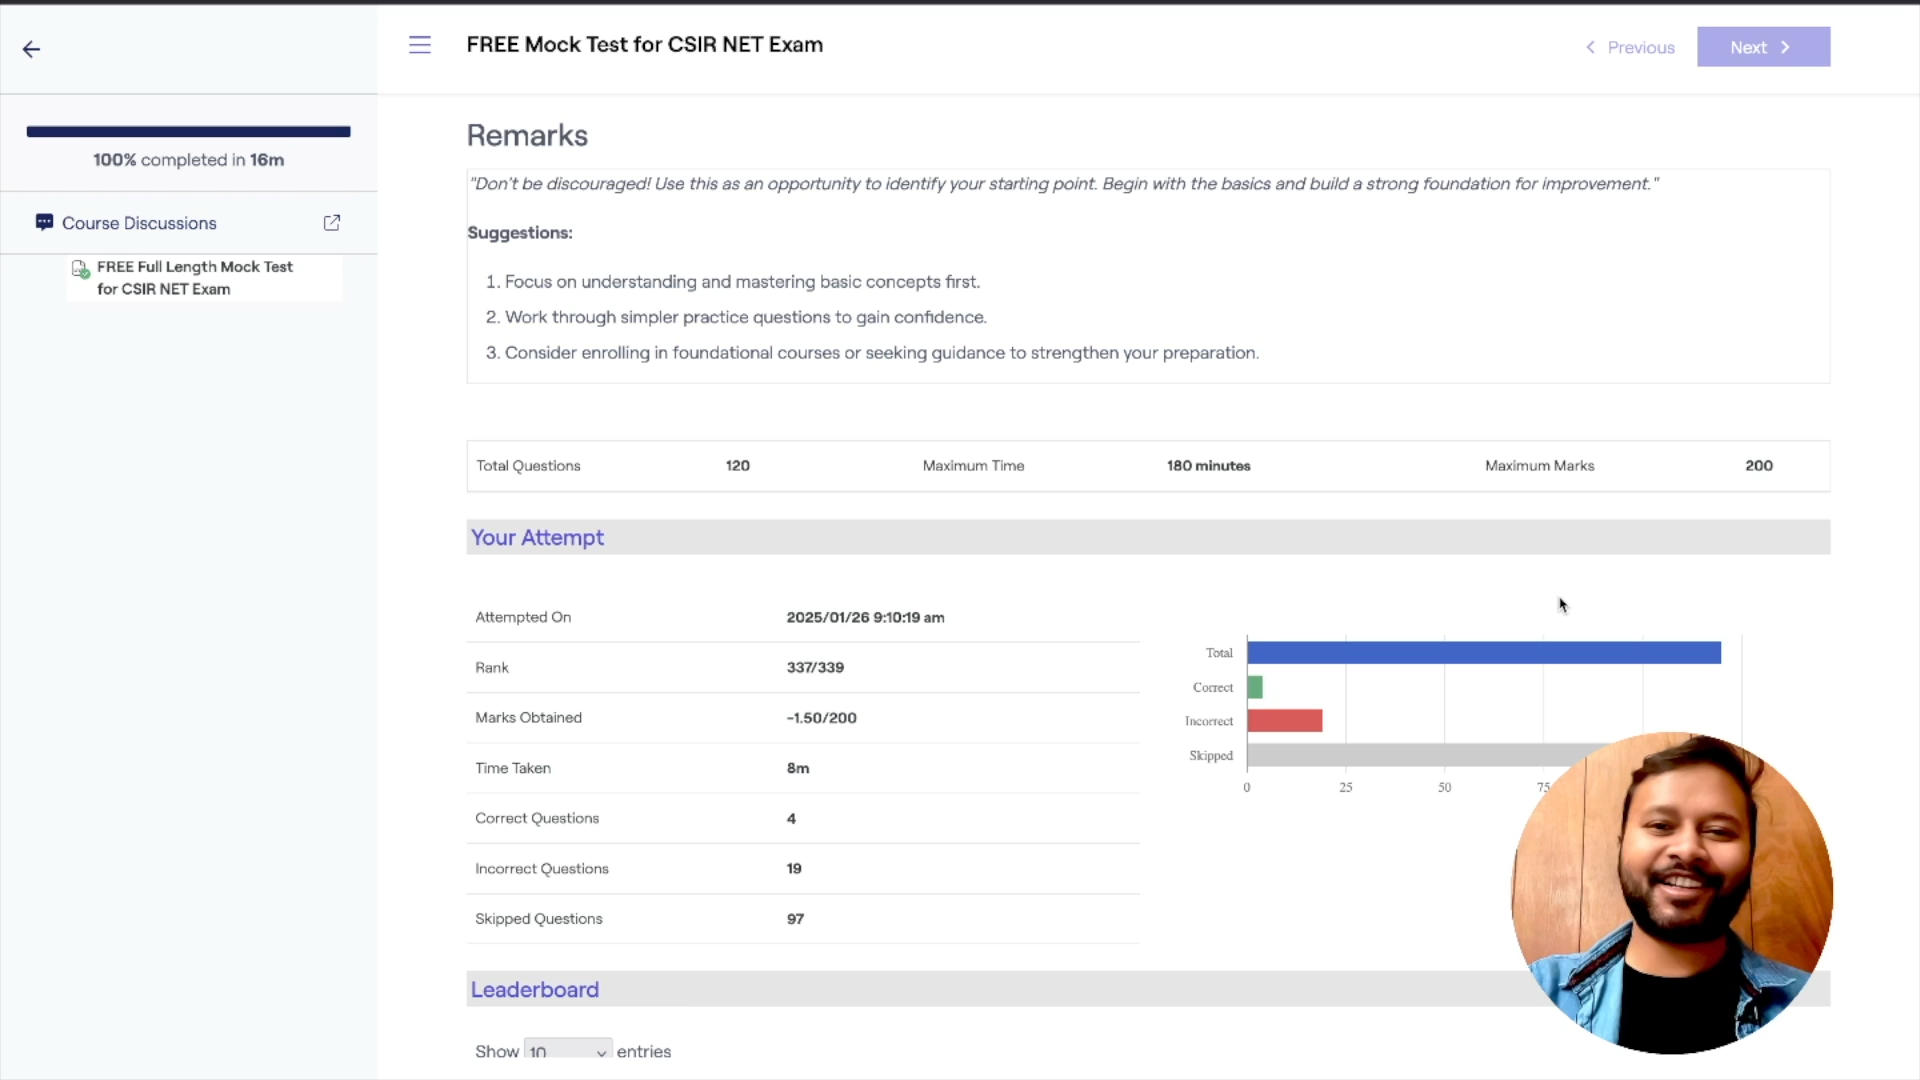 FREE Mock Test for CSIR NET Exam
Previous
Next
100% completed in 16m
Course Discussions
FREE Full Length Mock Test
for CSIR NET Exam
Remarks
"Don't be discouraged! Use this as an opportunity to identify your starting point. Begin with the basics and build a strong foundation for improvement."
Suggestions:
1. Focus on understanding and mastering basic concepts first.
2. Work through simpler practice questions to gain confidence.
3. Consider enrolling in foundational courses or seeking guidance to strengthen your preparation.
Total Questions 120 Maximum Time 180 minutes Maximum Marks 200
Your Attempt
Attempted On 2025/01/26 9:10:19 am
Rank 337/339
Marks Obtained -1.50/200
Time Taken 8m
Correct Questions 4
Incorrect Questions 19
Skipped Questions 97
Total
Correct
Incorrect
Skipped
0 25 50 75
Leaderboard
Show 10 entries